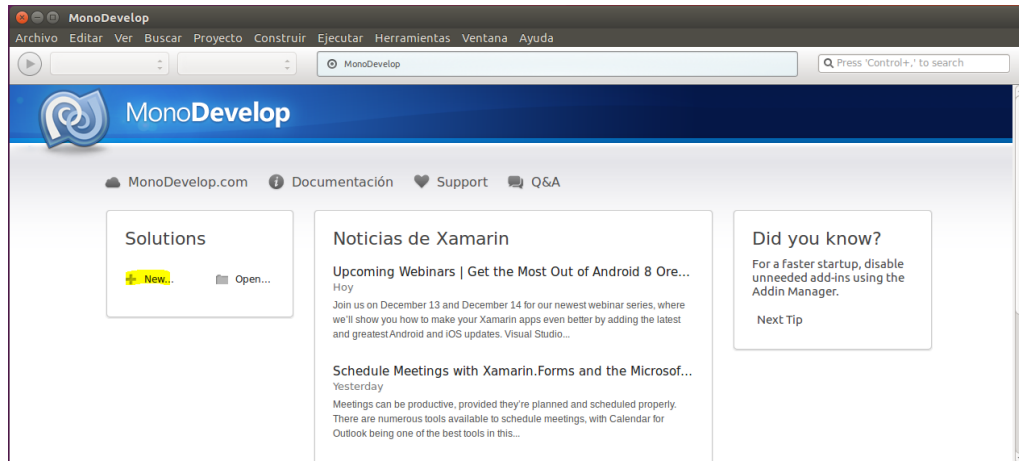 MonoDevelop
Archivo Editar Ver Buscar Proyecto Construir Ejecutar Herramientas Ventana Ayuda
MonoDevelop
Press 'Control+,' to search
MonoDevelop
MonoDevelop.com Documentación Support Q&A
Solutions
New... Open...
Noticias de Xamarin
Upcoming Webinars | Get the Most Out of Android 8 Ore...
Hoy
Join us on December 13 and December 14 for our newest webinar series, where
we'll show you how to make your Xamarin apps even better by adding the latest
and greatest Android and iOS updates. Visual Studio...
Schedule Meetings with Xamarin.Forms and the Microsof...
Yesterday
Meetings can be productive, provided they're planned and scheduled properly.
There are numerous tools available to schedule meetings, with Calendar for
Outlook being one of the best tools in this...
Did you know?
For a faster startup, disable
unneeded add-ins using the
Addin Manager.
Next Tip